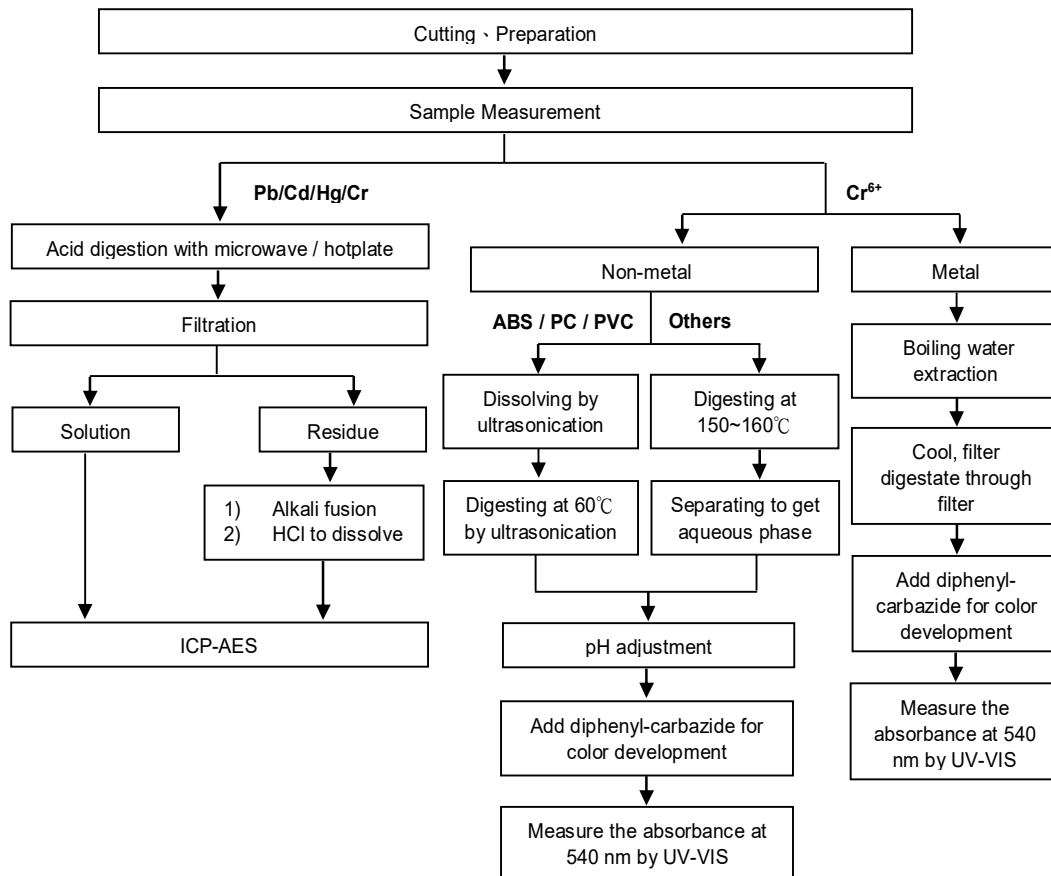 Cutting、Preparation
Sample Measurement
Pb/Cd/Hg/Cr
Cr⁶⁺
Acid digestion with microwave / hotplate
Non-metal
Metal
Filtration
ABS / PC / PVC
Others
Boiling water
extraction
Solution
Residue
Dissolving by
ultrasonication
Digesting at
150~160℃
Cool, filter
digestate through
filter
1) Alkali fusion
2) HCl to dissolve
Digesting at 60℃
by ultrasonication
Separating to get
aqueous phase
Add diphenyl-
carbazide for color
development
ICP-AES
pH adjustment
Measure the
absorbance at 540
nm by UV-VIS
Add diphenyl-carbazide for
color development
Measure the absorbance at
540 nm by UV-VIS